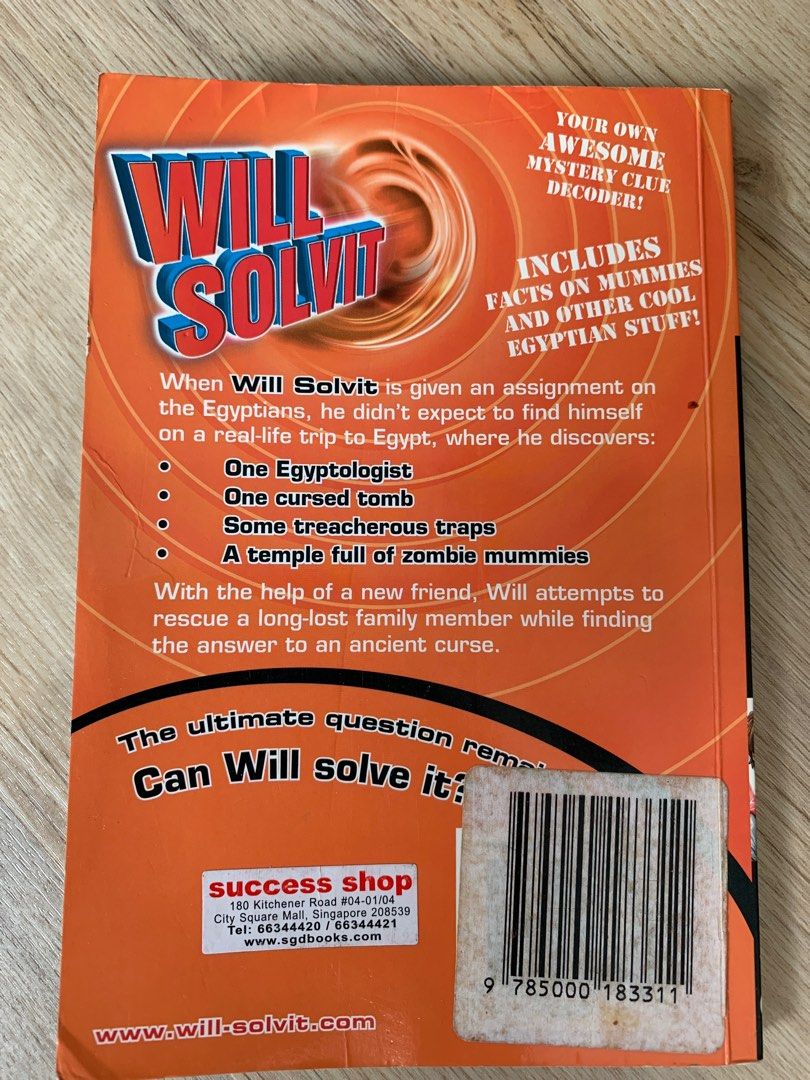 WILL
SOLVIT
YOUR OWN
AWESOME
MYSTERY CLUE
DECODER!
INCLUDES
FACTS ON MUMMIES
AND OTHER COOL
EGYPTIAN STUFF!
When Will Solvit is given an assignment on
the Egyptians, he didn't expect to find himself
on a real-life trip to Egypt, where he discovers:
• One Egyptologist
• One cursed tomb
• Some treacherous traps
• A temple full of zombie mummies
With the help of a new friend, Will attempts to
rescue a long-lost family member while finding
the answer to an ancient curse.
The ultimate question
Can Will solve it?
success shop
180 Kitchener Road #04-01/04
City Square Mall, Singapore 208539
Tel: 66344420 / 66344421
www.sgdbooks.com
9 785000 183311
www.will-solvit.com